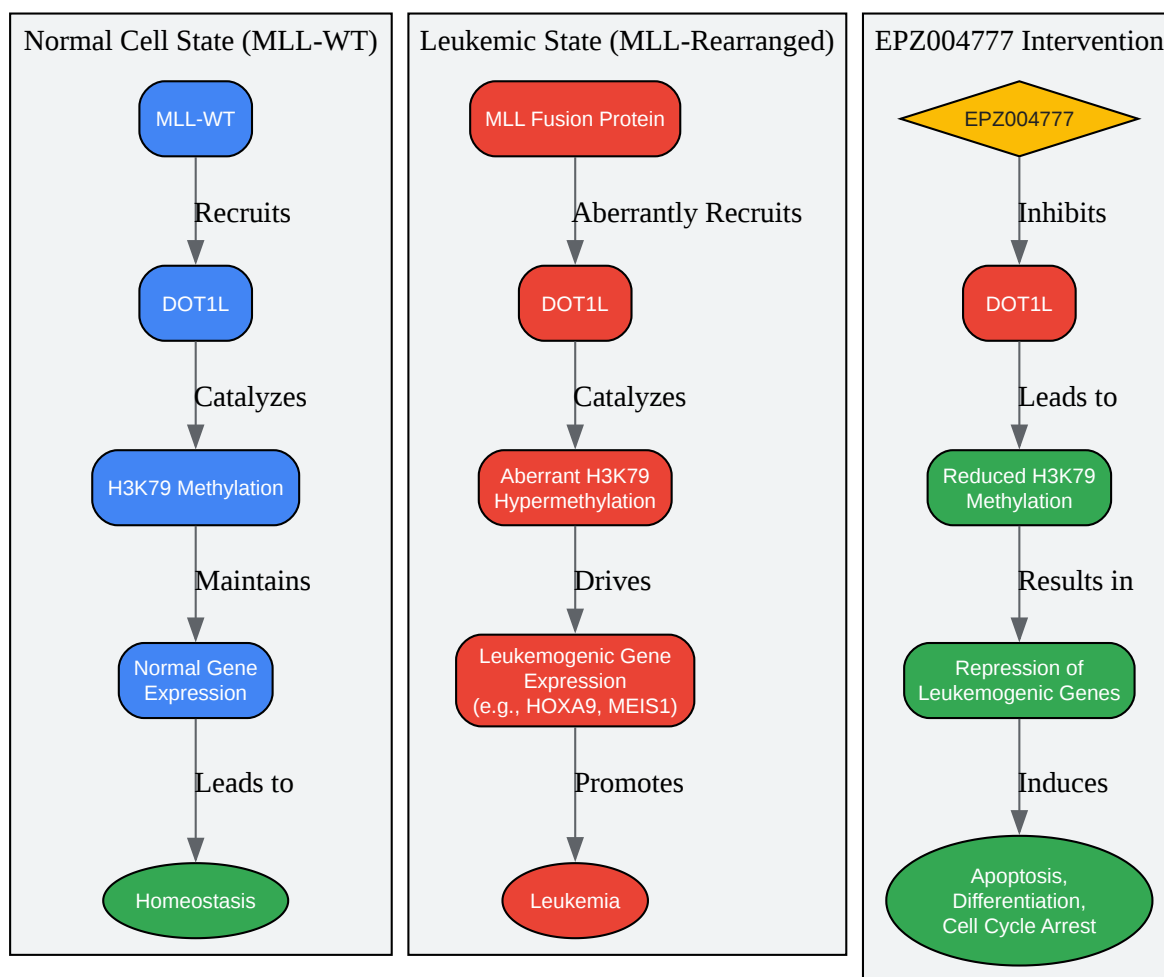 Normal Cell State (MLL-WT)
MLL-WT
Recruits
DOT1L
Catalyzes
H3K79 Methylation
Maintains
Normal Gene
Expression
Leads to
Homeostasis
Leukemic State (MLL-Rearranged)
MLL Fusion Protein
Aberrantly Recruits
DOT1L
Catalyzes
Aberrant H3K79
Hypermethylation
Drives
Leukemogenic Gene
Expression
(e.g., HOXA9, MEIS1)
Promotes
Leukemia
EPZ004777 Intervention
EPZ004777
Inhibits
DOT1L
Leads to
Reduced H3K79
Methylation
Results in
Repression of
Leukemogenic Genes
Induces
Apoptosis,
Differentiation,
Cell Cycle Arrest